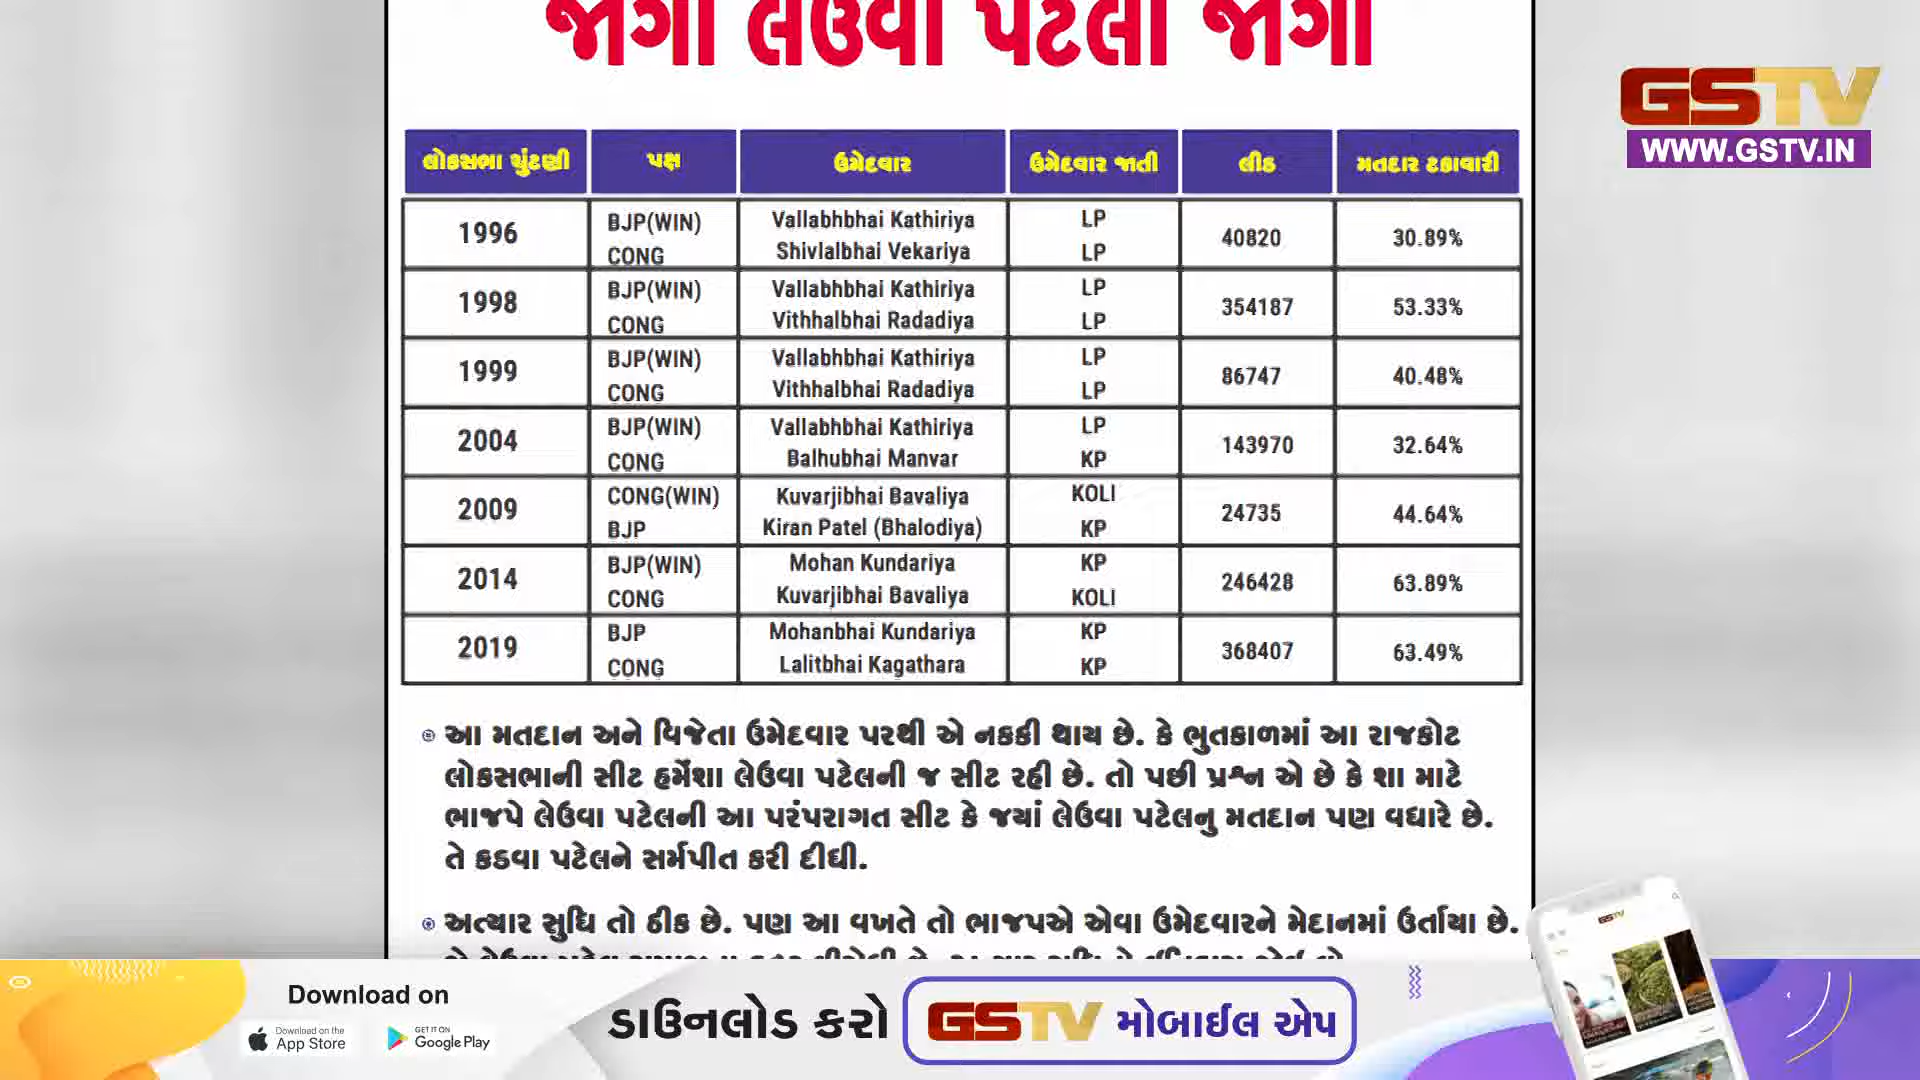 જાગો લેઉવા પટેલો જાગો
GSTV
WWW.GSTV.IN
લોકસભા ચુંટણી પક્ષ ઉમેદવાર ઉમેદવાર જાતી લીડ મતદાર ટકાવારી
1996 BJP(WIN) Vallabhbhai Kathiriya LP 40820 30.89%
CONG Shivlalbhai Vekariya LP
1998 BJP(WIN) Vallabhbhai Kathiriya LP 354187 53.33%
CONG Vithhalbhai Radadiya LP
1999 BJP(WIN) Vallabhbhai Kathiriya LP 86747 40.48%
CONG Vithhalbhai Radadiya LP
2004 BJP(WIN) Vallabhbhai Kathiriya LP 143970 32.64%
CONG Balhubhai Manvar KP
2009 CONG(WIN) Kuvarjibhai Bavaliya KOLI 24735 44.64%
BJP Kiran Patel (Bhalodiya) KP
2014 BJP(WIN) Mohan Kundariya KP 246428 63.89%
CONG Kuvarjibhai Bavaliya KOLI
2019 BJP Mohanbhai Kundariya KP 368407 63.49%
CONG Lalitbhai Kagathara KP
આ મતદાન અને વિજેતા ઉમેદવાર પરથી એ નકકી થાય છે. કે ભુતકાળમાં આ રાજકોટ
લોકસભાની સીટ હમેંશા લેઉવા પટેલની જ સીટ રહી છે. તો પછી પ્રશ્ન એ છે કે શા માટે
ભાજપે લેઉવા પટેલની આ પરંપરાગત સીટ કે જયાં લેઉવા પટેલનુ મતદાન પણ વધારે છે.
તે કડવા પટેલને સર્મપીત કરી દીધી.
અત્યાર સુધિ તો ઠીક છે. પણ આ વખતે તો ભાજપએ એવા ઉમેદવારને મેદાનમાં ઉર્તાયા છે.
Download on
Download on the
App Store
GET IT ON
Google Play
ડાઉનલોડ કરો GSTV મોબાઈલ એપ
GSTV